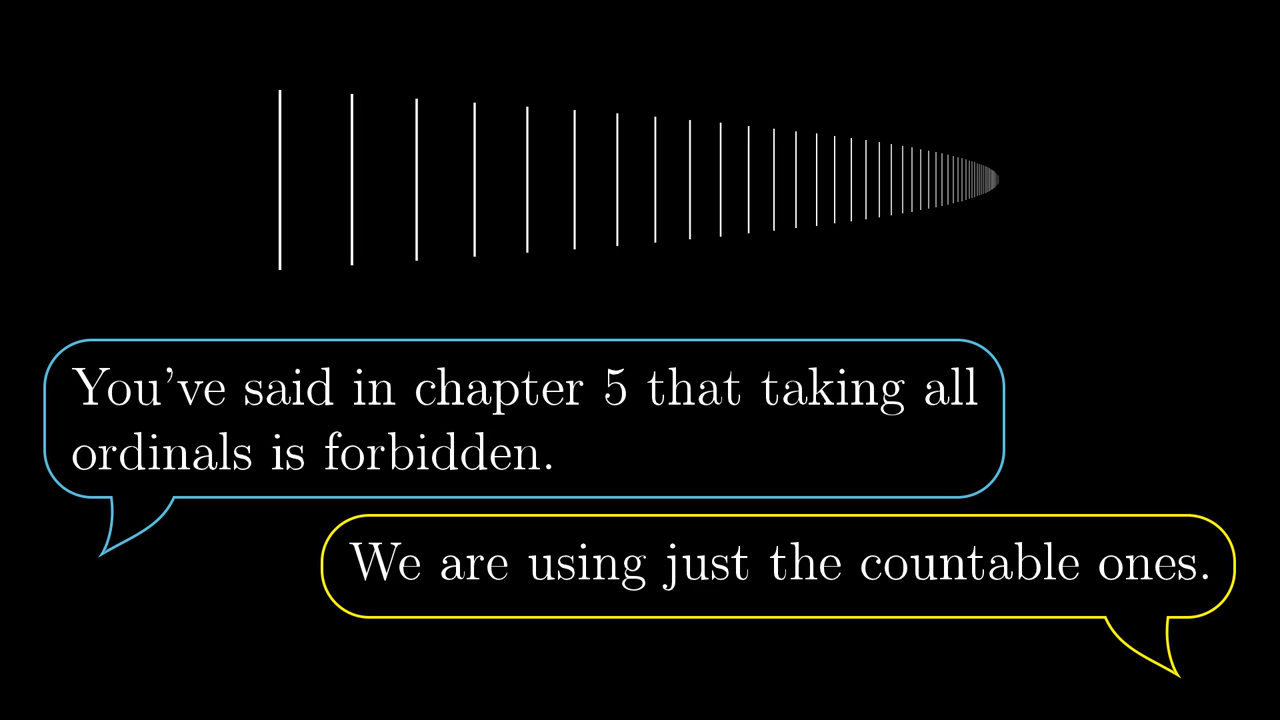 You've said in chapter 5 that taking all
ordinals is forbidden.
We are using just the countable ones.